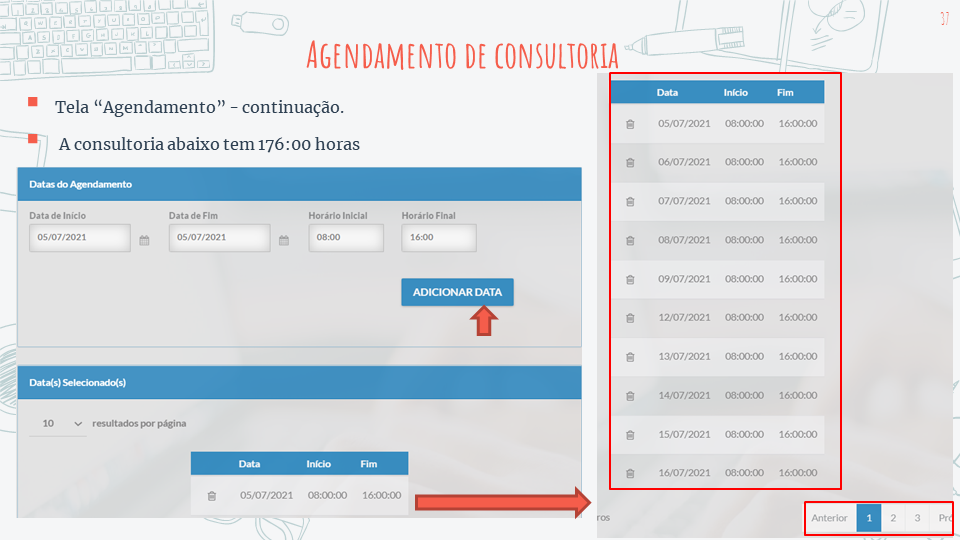 37
Agendamento de consultoria
Tela “Agendamento” - continuação.
A consultoria abaixo tem 176:00 horas
Datas do Agendamento
Data de Início Data de Fim Horário Inicial Horário Final
05/07/2021 05/07/2021 08:00 16:00
ADICIONAR DATA
Data(s) Selecionado(s)
10 resultados por página
Data Início Fim
05/07/2021 08:00:00 16:00:00
Data Início Fim
05/07/2021 08:00:00 16:00:00
06/07/2021 08:00:00 16:00:00
07/07/2021 08:00:00 16:00:00
08/07/2021 08:00:00 16:00:00
09/07/2021 08:00:00 16:00:00
12/07/2021 08:00:00 16:00:00
13/07/2021 08:00:00 16:00:00
14/07/2021 08:00:00 16:00:00
15/07/2021 08:00:00 16:00:00
16/07/2021 08:00:00 16:00:00
ros Anterior 1 2 3 Pró